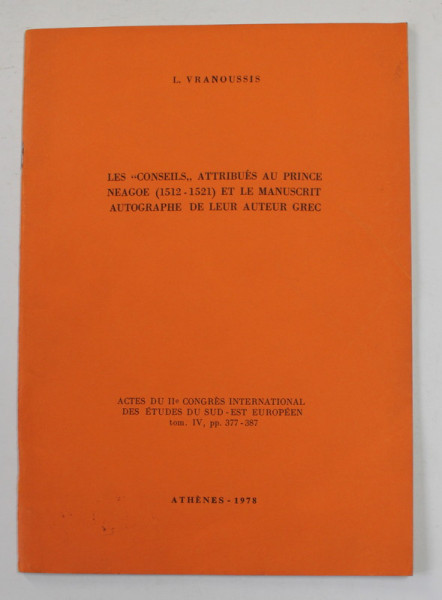 L. VRANOUSSIS
LES «CONSEILS„ ATTRIBUÉS AU PRINCE
NEAGOE (1512 - 1521) ET LE MANUSCRIT
AUTOGRAPHE DE LEUR AUTEUR GREC
ACTES DU IIe CONGRÈS INTERNATIONAL
DES ÉTUDES DU SUD - EST EUROPÉEN
tom. IV, pp. 377 - 387
ATHÈNES - 1978